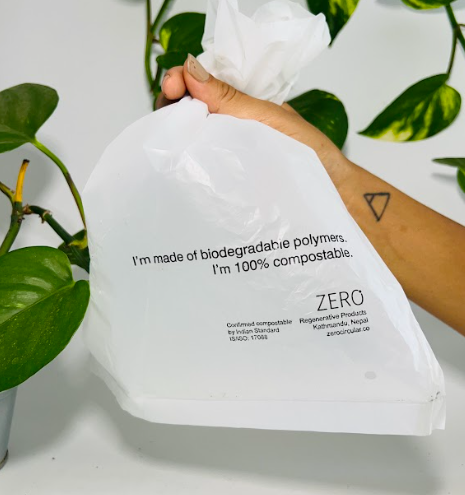 I'm made of biodegradable polymers.
I'm 100% compostable.
ZERO
Regenerative Products
Kathmandu, Nepal
zerocircular.co
Confirmed compostable
by Indian Standard
IS/ISO: 17088